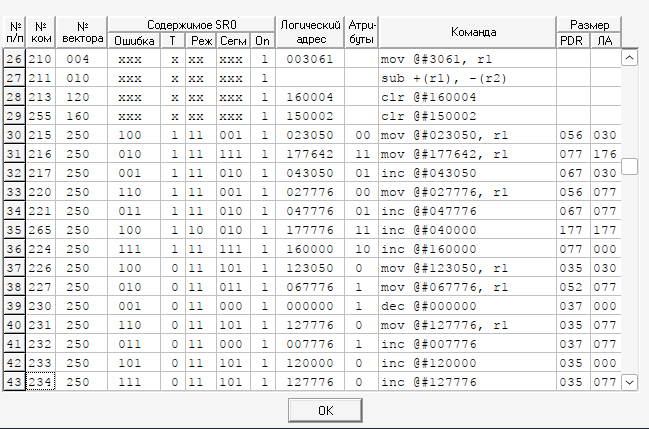 № п/п № ком № вектора Содержимое SR0 Логический адрес Атри-буты Команда Размер
Ошибка T Реж Сегм On PDR ЛА
26 210 004 xxx x xx xxx 1 003061 mov @#3061, r1
27 211 010 xxx x xx xxx 1 sub +(r1), -(r2)
28 213 120 xxx x xx xxx 1 160004 clr @#160004
29 255 160 xxx x xx xxx 1 150002 clr @#150002
30 215 250 100 1 11 001 1 023050 00 mov @#023050, r1 056 030
31 216 250 010 1 11 111 1 177642 11 mov @#177642, r1 077 176
32 217 250 001 1 11 010 1 043050 01 inc @#043050 067 030
33 220 250 110 1 11 001 1 027776 00 mov @#027776, r1 056 077
34 221 250 011 1 11 010 1 047776 01 inc @#047776 067 077
35 265 250 100 1 10 010 1 177776 11 inc @#040000 177 177
36 224 250 111 1 11 111 1 160000 10 inc @#160000 077 000
37 226 250 100 0 11 101 1 123050 0 mov @#123050, r1 035 030
38 227 250 010 0 11 011 1 067776 1 mov @#067776, r1 052 077
39 230 250 001 0 11 000 1 000000 1 dec @#000000 037 000
40 231 250 110 0 11 101 1 127776 0 mov @#127776, r1 035 077
41 232 250 011 0 11 000 1 007776 1 inc @#007776 037 077
42 233 250 101 0 11 101 1 120000 0 inc @#120000 035 000
43 234 250 111 0 11 101 1 127776 0 inc @#127776 035 077
OK